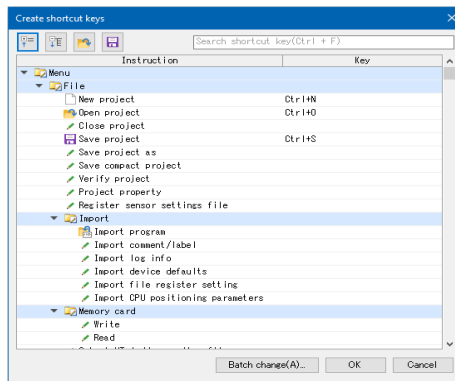 Create shortcut keys
Search shortcut key(Ctrl + F)
Instruction Key
Menu
File
New project Ctrl+N
Open project Ctrl+O
Close project
Save project Ctrl+S
Save project as
Save compact project
Verify project
Project property
Register sensor settings file
Import
Import program
Import comment/label
Import log info
Import device defaults
Import file register setting
Import CPU positioning parameters
Memory card
Write
Read
Batch change(A)... OK Cancel